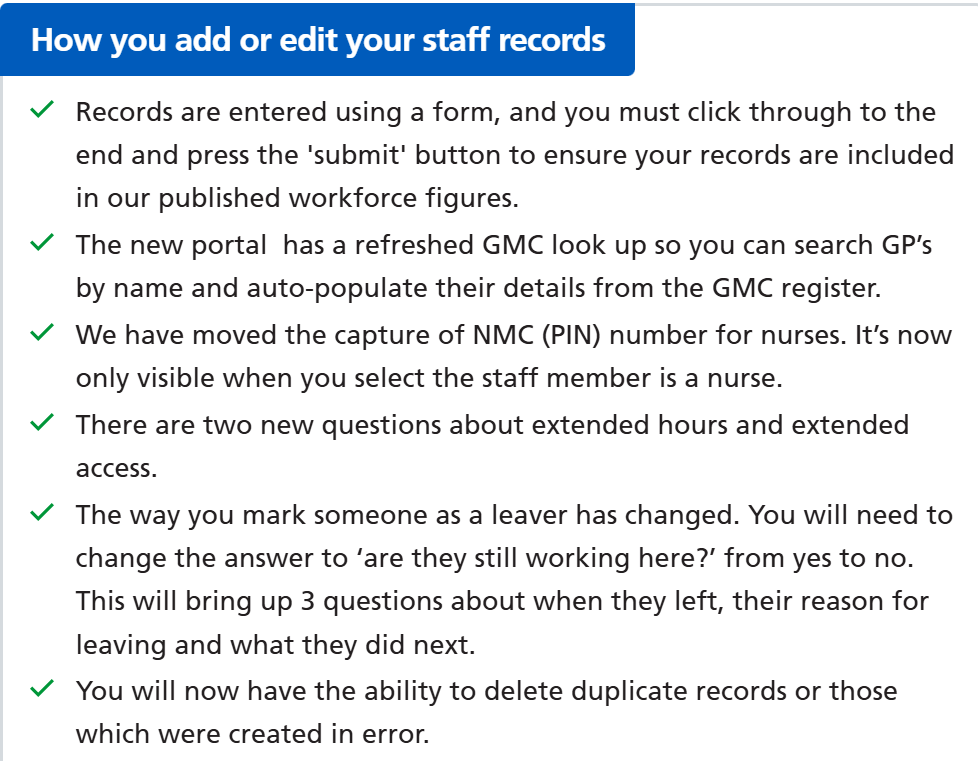 How you add or edit your staff records
Records are entered using a form, and you must click through to the
end and press the 'submit' button to ensure your records are included
in our published workforce figures.
The new portal  has a refreshed GMC look up so you can search GP’s
by name and auto-populate their details from the GMC register.
We have moved the capture of NMC (PIN) number for nurses. It’s now
only visible when you select the staff member is a nurse.
There are two new questions about extended hours and extended
access.
The way you mark someone as a leaver has changed. You will need to
change the answer to ‘are they still working here?’ from yes to no.
This will bring up 3 questions about when they left, their reason for
leaving and what they did next.
You will now have the ability to delete duplicate records or those
which were created in error.